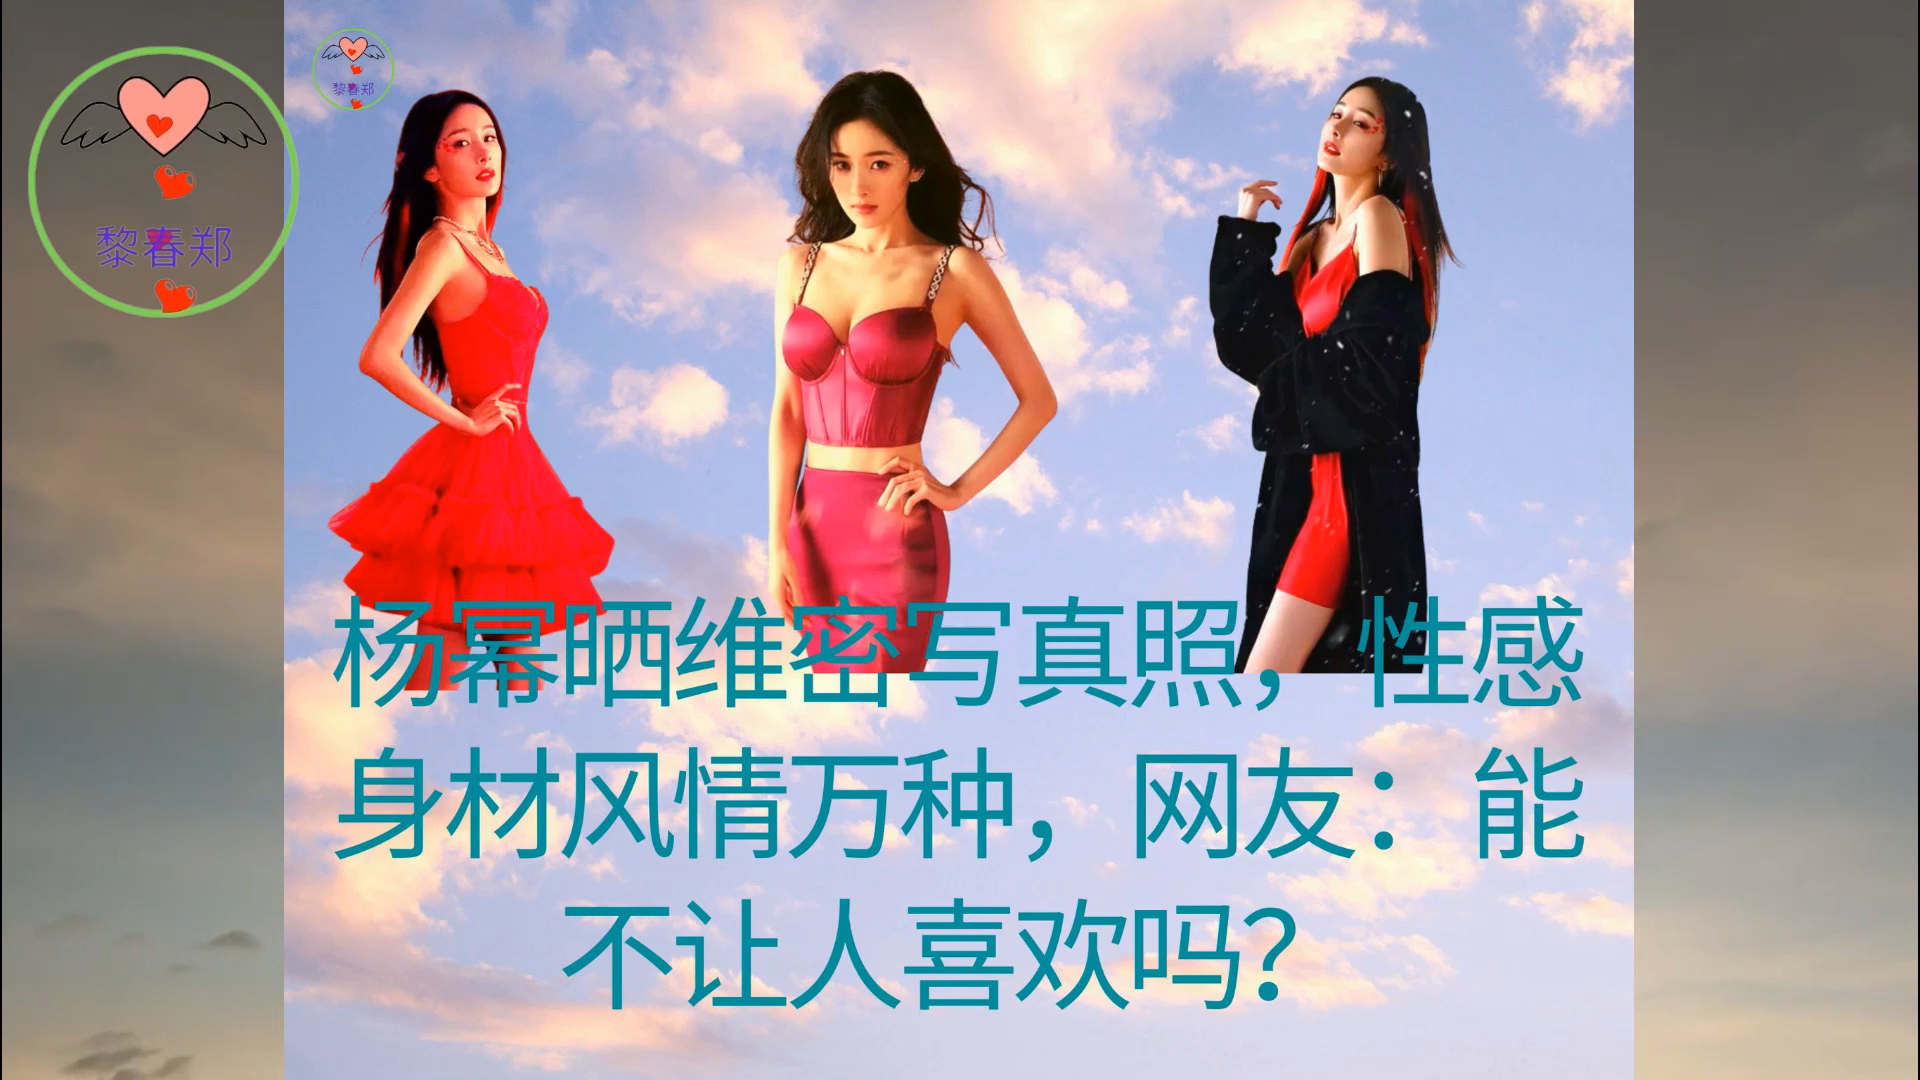 黎春郑
黎春郑
杨幂晒维密写真照，性感
身材风情万种，网友：能
不让人喜欢吗？